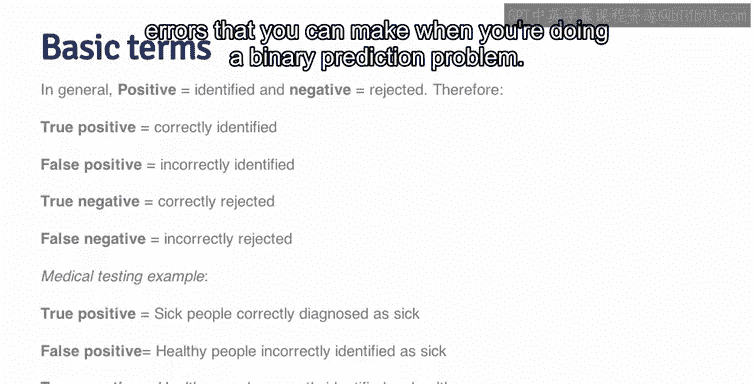 errors that you can make when you're doing
a binary prediction problem.
Basic terms
In general, Positive = identified and negative = rejected. Therefore:
True positive = correctly identified
False positive = incorrectly identified
True negative = correctly rejected
False negative = incorrectly rejected
Medical testing example:
True positive = Sick people correctly diagnosed as sick
False positive= Healthy people incorrectly identified as sick